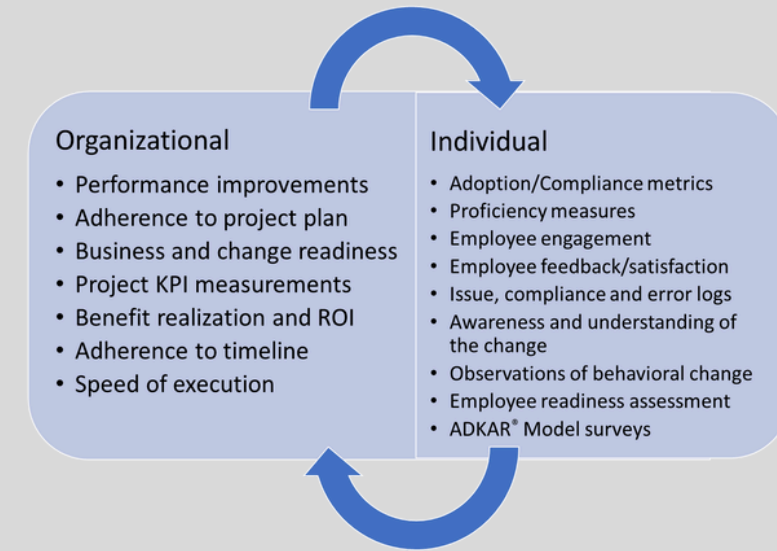 Organizational
• Performance improvements
• Adherence to project plan
• Business and change readiness
• Project KPI measurements
• Benefit realization and ROI
• Adherence to timeline
• Speed of execution
Individual
• Adoption/Compliance metrics
• Proficiency measures
• Employee engagement
• Employee feedback/satisfaction
• Issue, compliance and error logs
• Awareness and understanding of
the change
• Observations of behavioral change
• Employee readiness assessment
• ADKAR® Model surveys